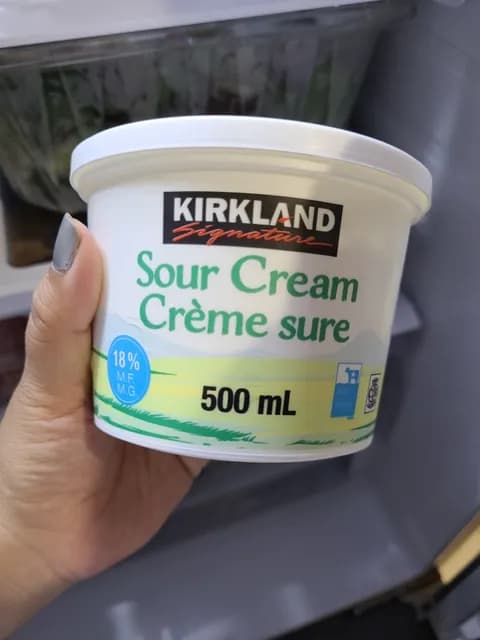 KIRKLAND
Signature
Sour Cream
Crème sure
18%
M.F.
M.G.
500 mL